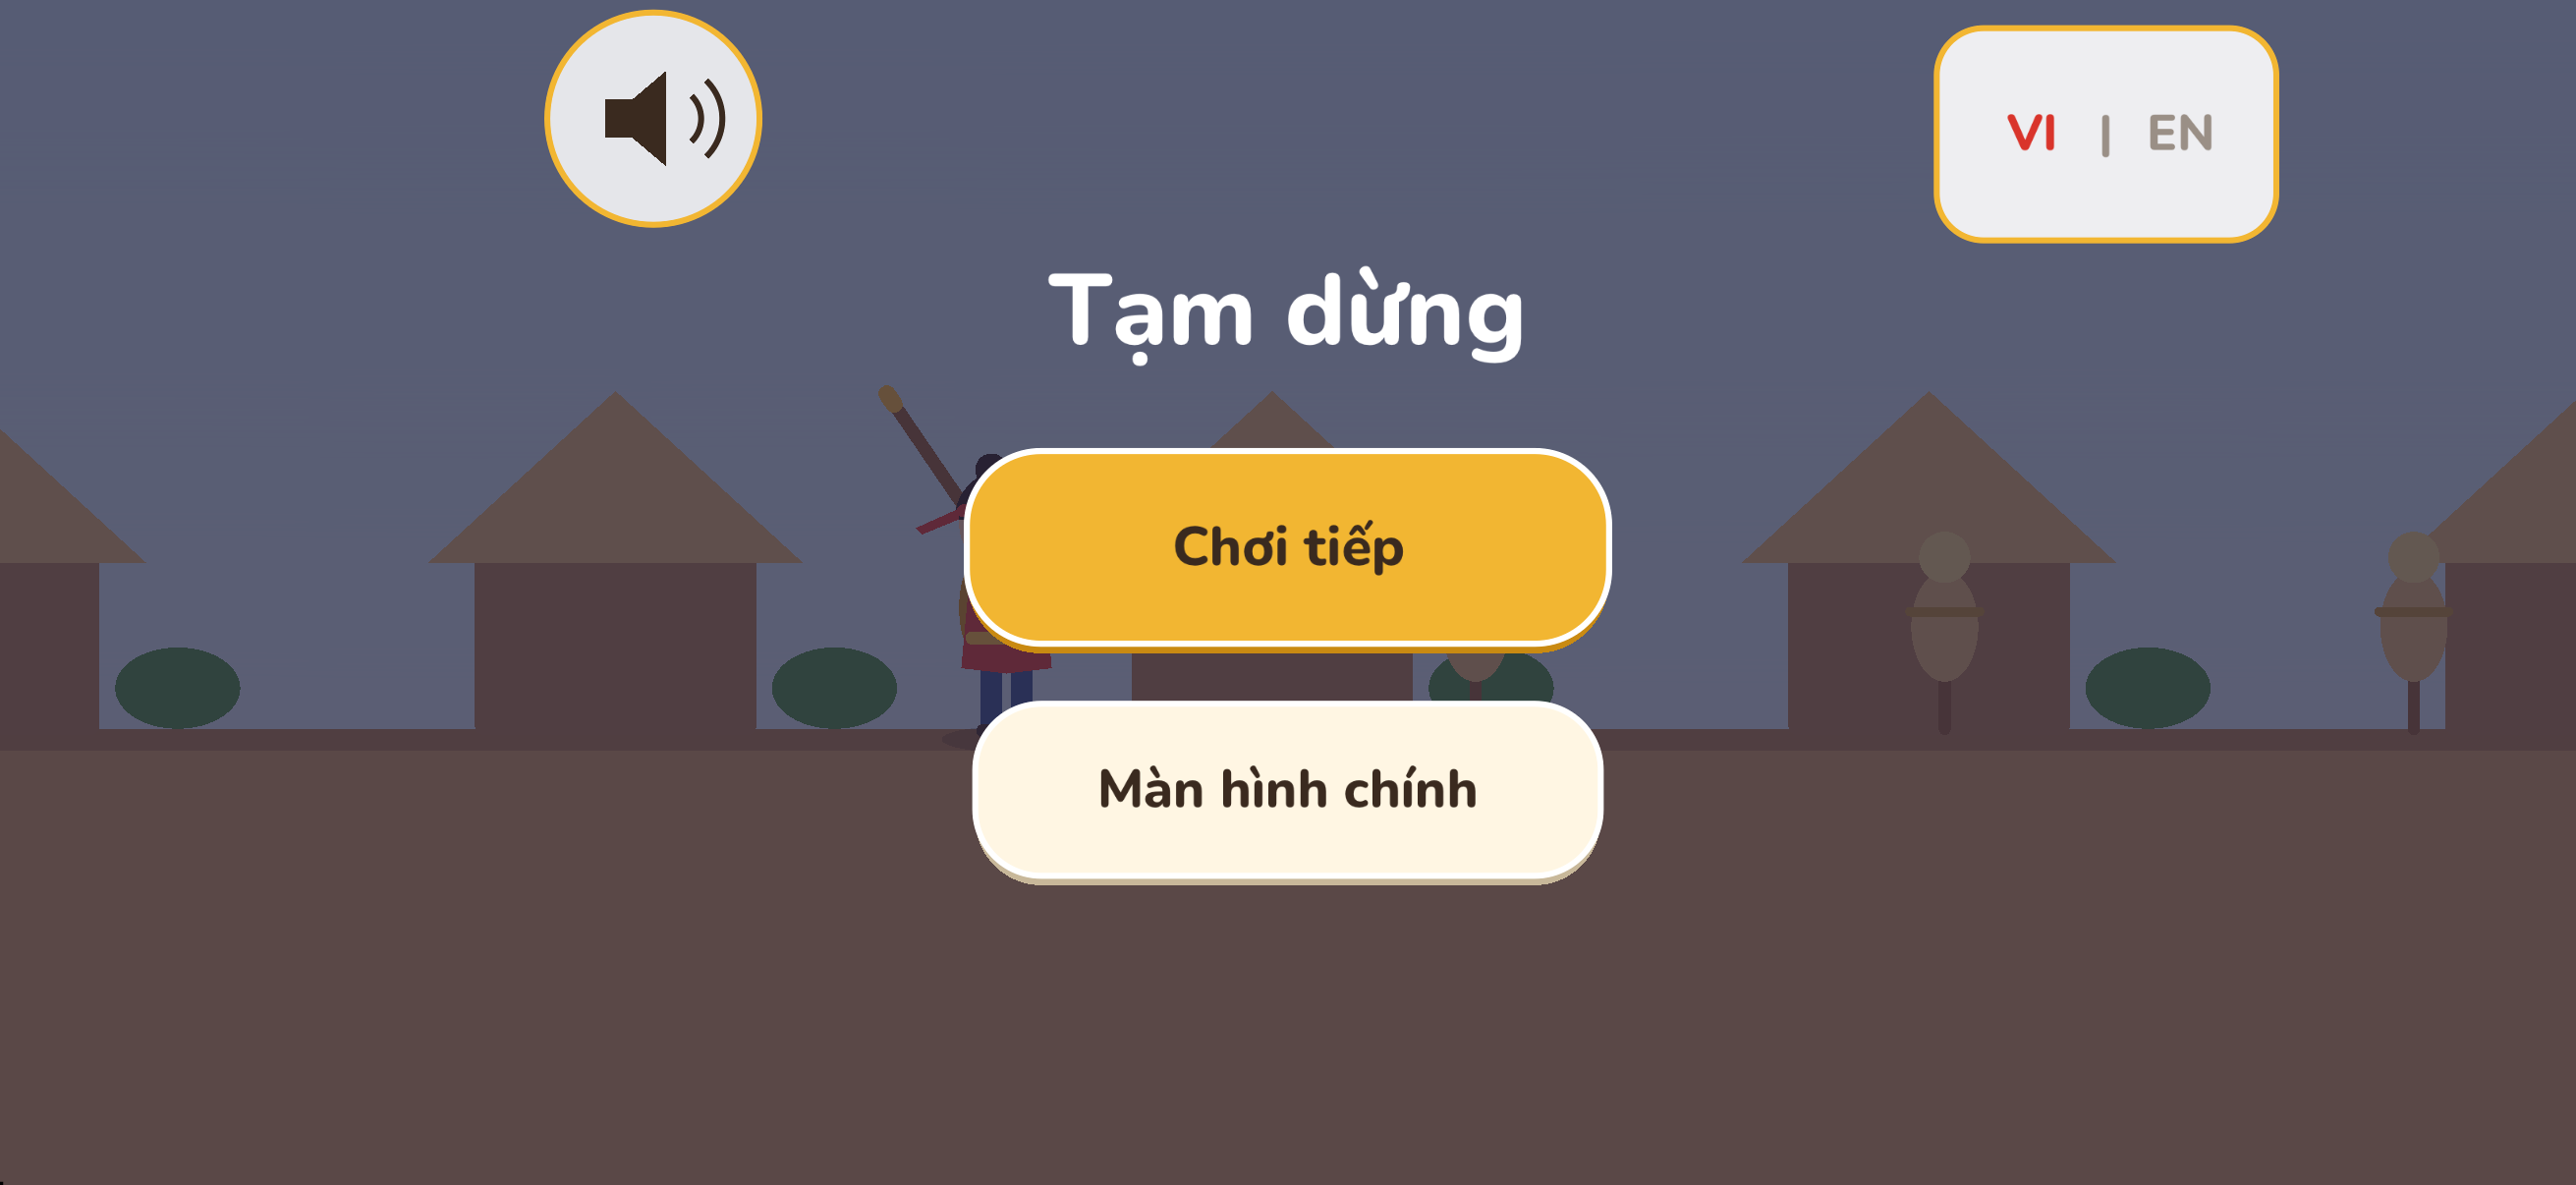 VI | EN
Tạm dừng
Chơi tiếp
Màn hình chính